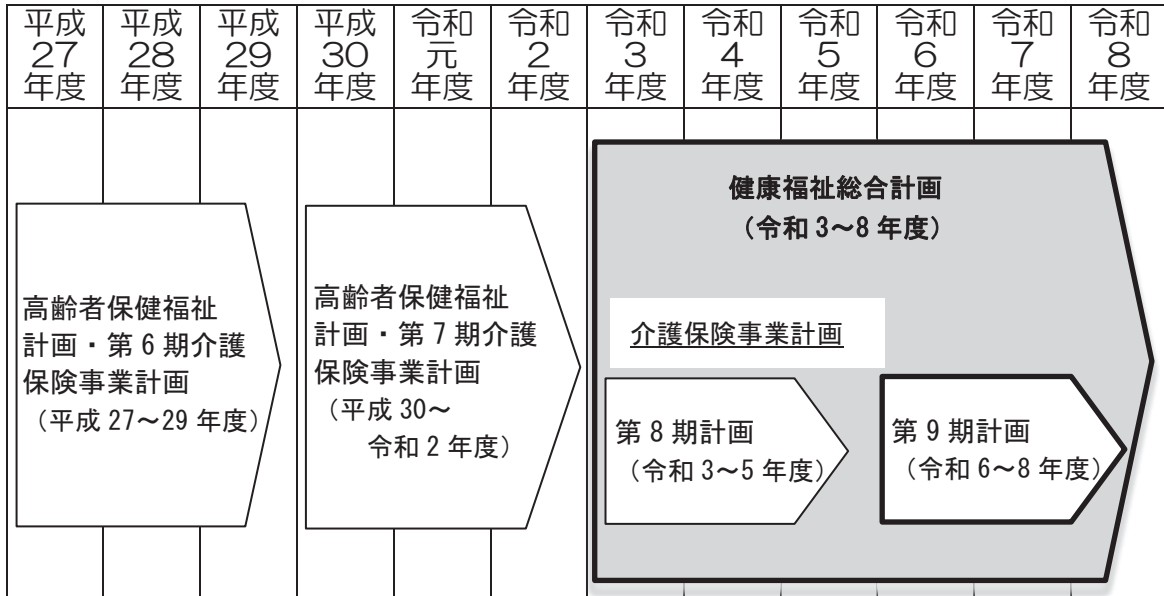 平成
27
年度
平成
28
年度
平成
29
年度
平成
30
年度
令和
元
年度
令和
2
年度
令和
3
年度
令和
4
年度
令和
5
年度
令和
6
年度
令和
7
年度
令和
8
年度
高齢者保健福祉
計画・第6期介護
保険事業計画
（平成27～29年度）
高齢者保健福祉
計画・第7期介護
保険事業計画
（平成30～
令和2年度）
健康福祉総合計画
（令和3～8年度）
介護保険事業計画
第8期計画
（令和3～5年度）
第9期計画
（令和6～8年度）